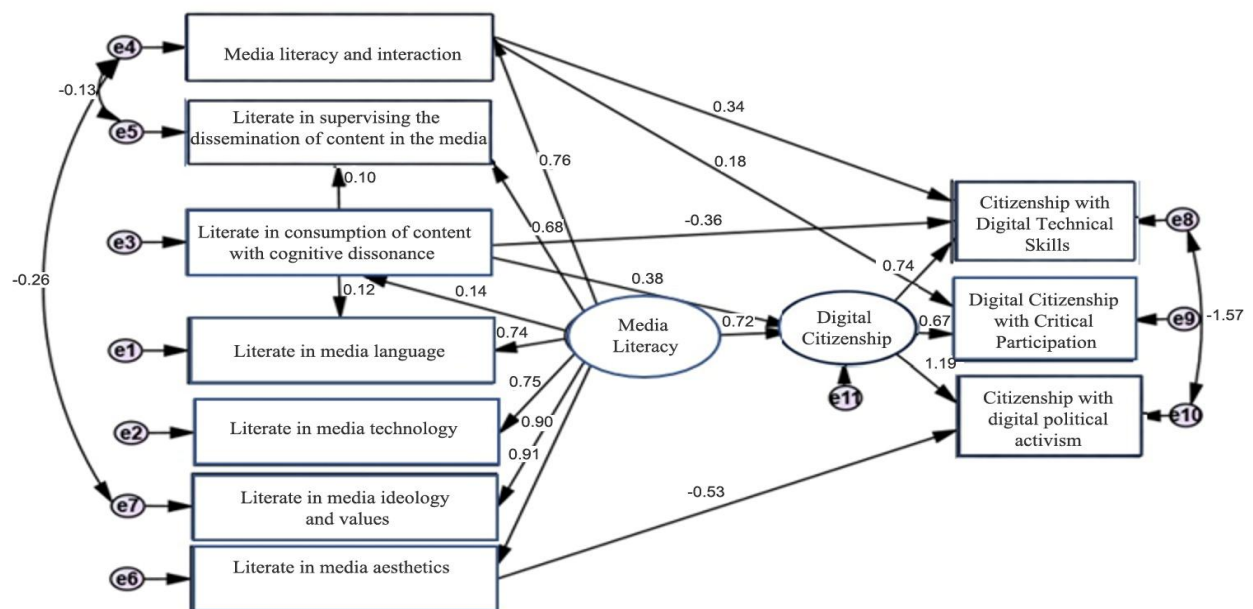 e4
Media literacy and interaction
-0.13
0.34
e5
Literate in supervising the
dissemination of content in the media
0.76
0.18
0.10
Citizenship with
Digital Technical
Skills
e8
e3
Literate in consumption of content
with cognitive dissonance
0.68
-0.36
-0.26
0.12
0.14
0.38
0.74
e1
Literate in media language
0.74
Media
Literacy
0.72
Digital
Citizenship
0.67
Digital Citizenship
with Critical
Participation
e9
-1.57
0.75
1.19
e11
e2
Literate in media technology
0.90
Citizenship with
digital political
activism
e10
0.91
e7
Literate in media ideology
and values
-0.53
e6
Literate in media aesthetics